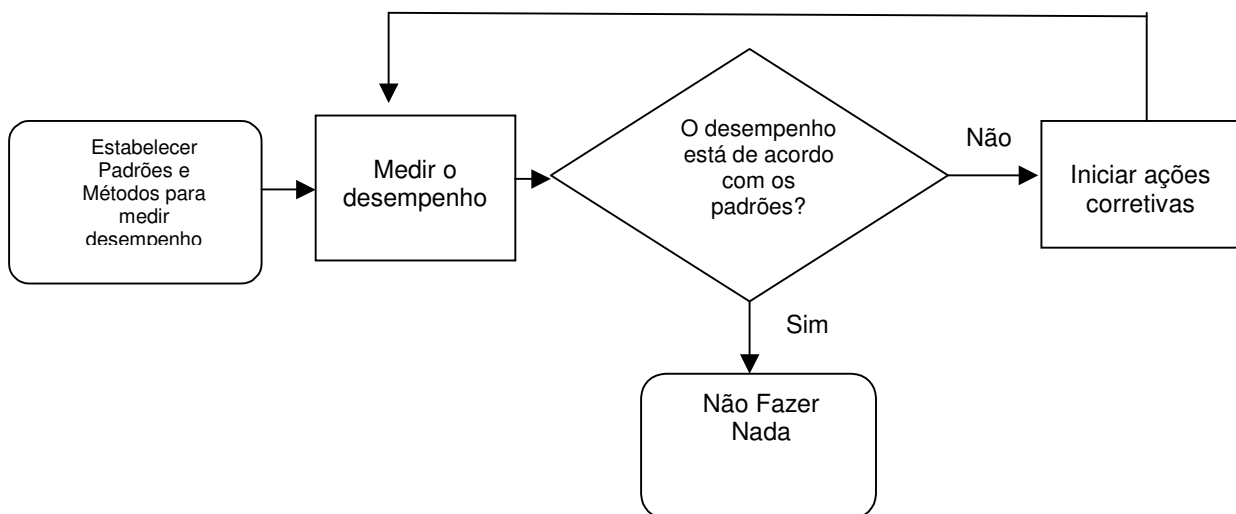 Estabelecer
Padrões e
Métodos para
medir
desempenho
Medir o
desempenho
O desempenho
está de acordo
com os
padrões?
Não
Iniciar ações
corretivas
Sim
Não Fazer
Nada